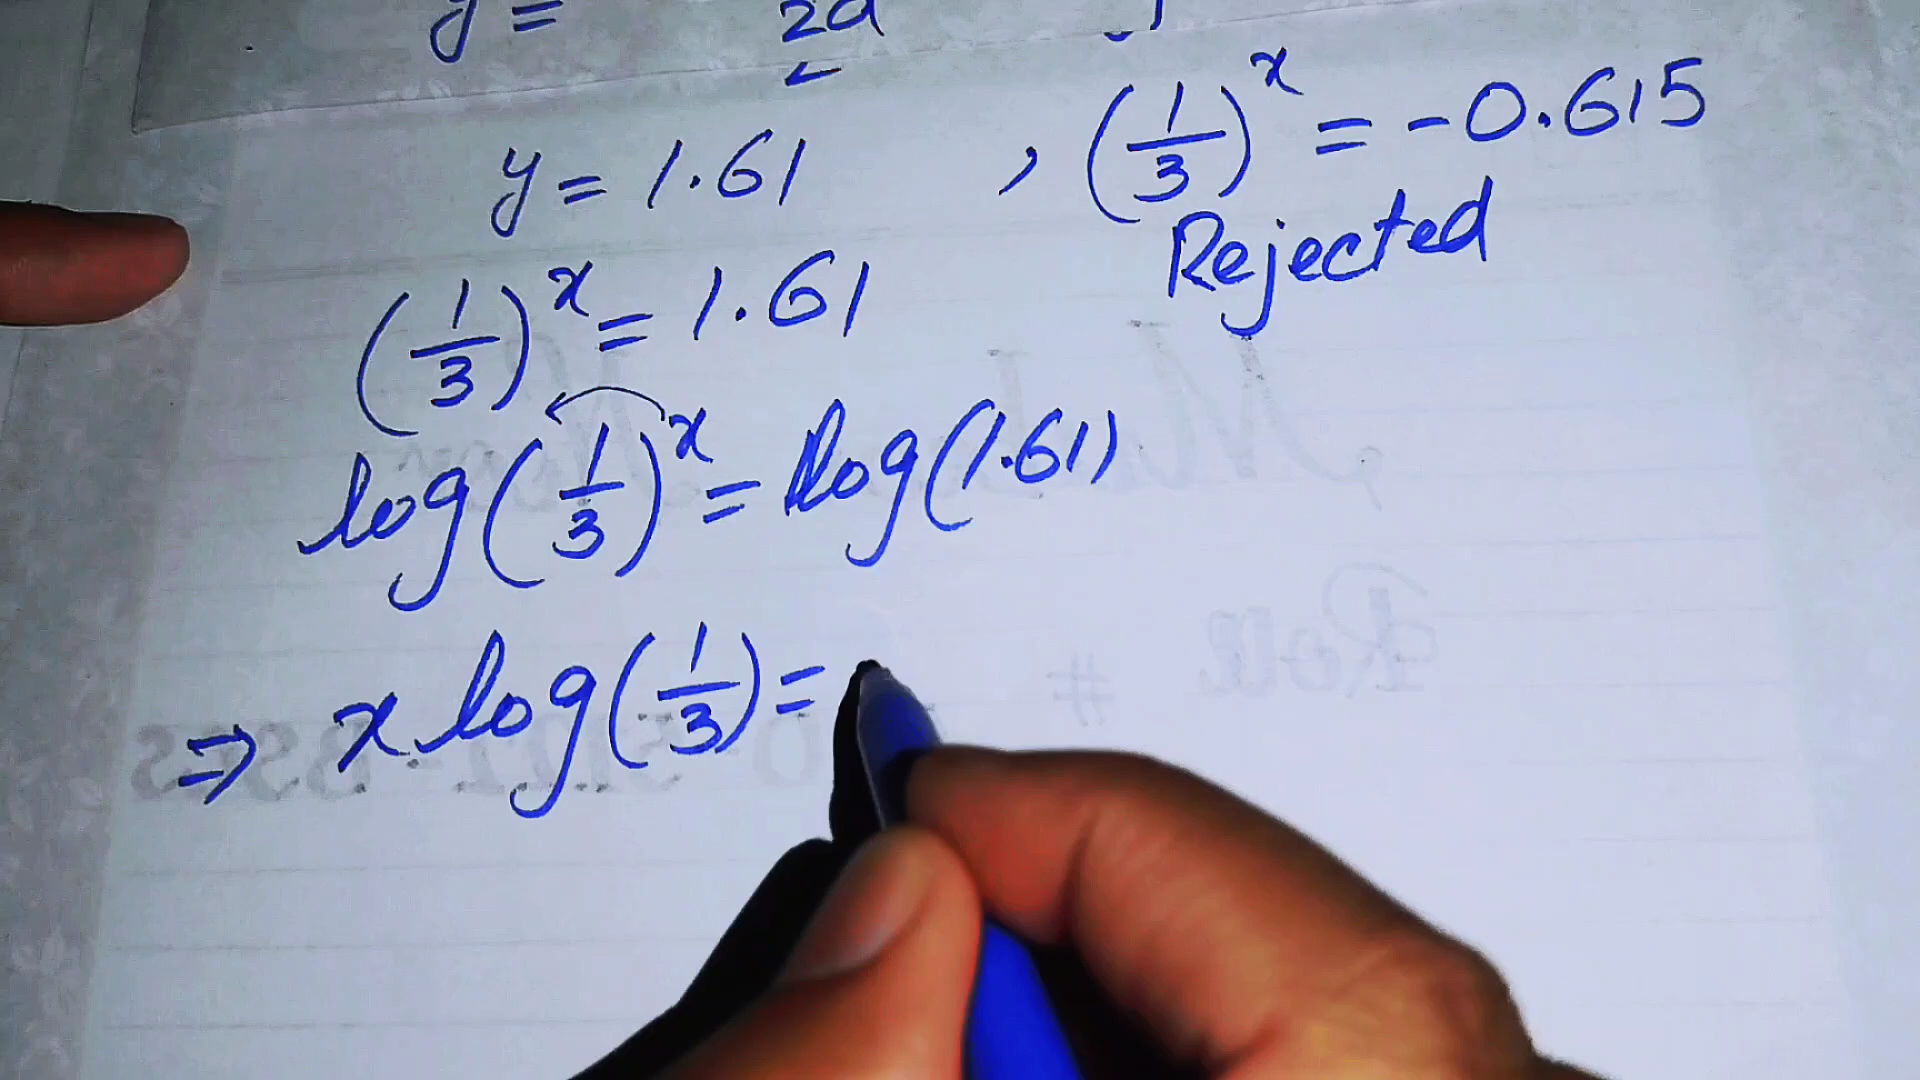 y = 2a
y = 1.61 , (1/3)^x = -0.615
Rejected
(1/3)^x = 1.61
log(1/3)^x = log(1.61)
⇒ x log(1/3) =